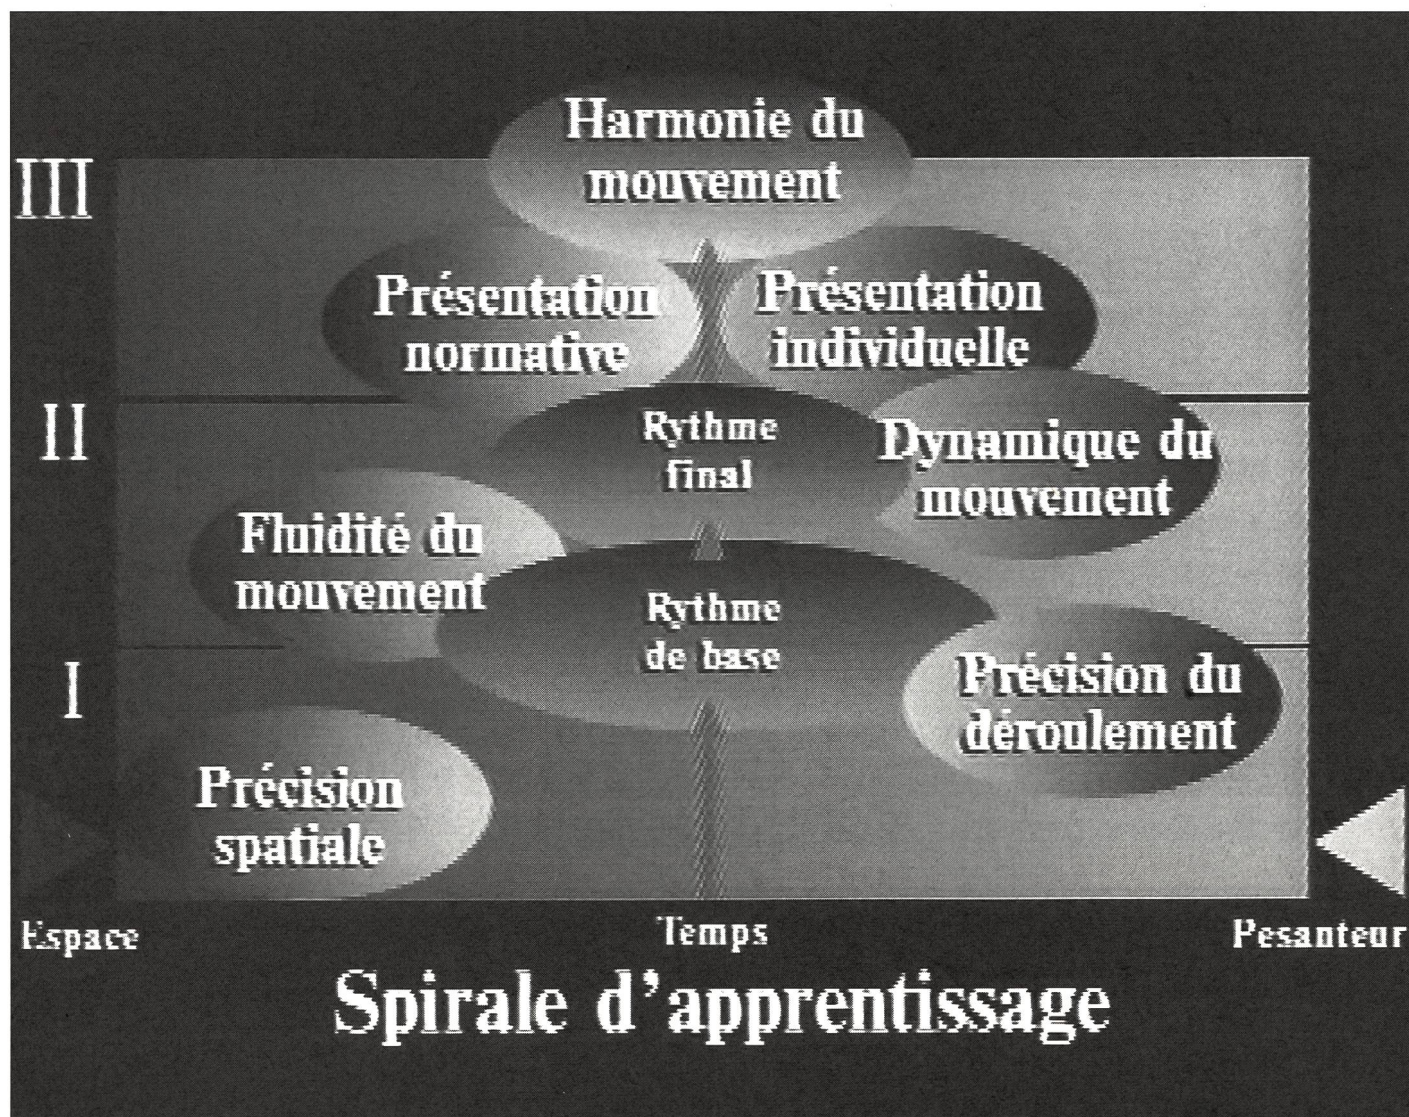 Harmonie du
mouvement
III
Présentation
normative
Présentation
individuelle
II
Rythme
final
Dynamique du
mouvement
Fluidité du
mouvement
Rythme
de base
I
Précision du
déroulement
Précision
spatiale
Espace
Temps
Pesanteur
Spirale d'apprentissage